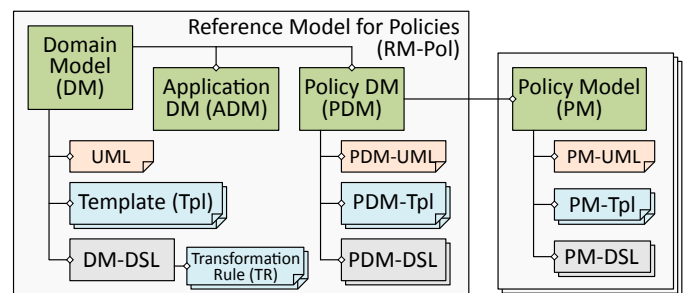 Reference Model for Policies
(RM-Pol)
Domain
Model
(DM)
Application
DM (ADM)
Policy DM
(PDM)
Policy Model
(PM)
UML
PDM-UML
PM-UML
Template (Tpl)
PDM-Tpl
PM-Tpl
DM-DSL
Transformation
Rule (TR)
PDM-DSL
PM-DSL